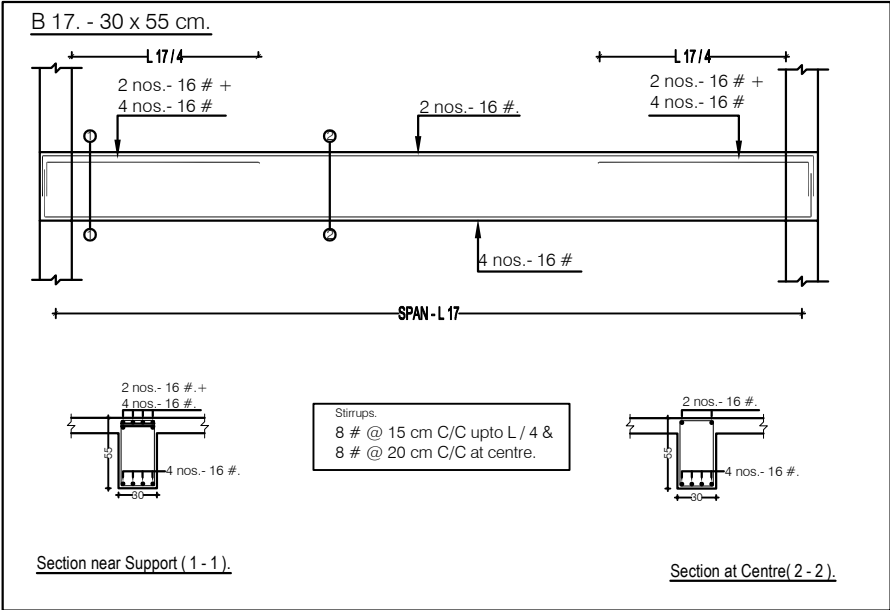 B 17. - 30 x 55 cm.
L 17 / 4
L 17 / 4
2 nos.- 16 # +
4 nos.- 16 #
2 nos.- 16 #.
2 nos.- 16 # +
4 nos.- 16 #
1
2
1
2
4 nos.- 16 #
SPAN - L 17
2 nos.- 16 #.+
4 nos.- 16 #.
55
4 nos.- 16 #.
30
Section near Support ( 1 - 1 ).
Stirrups.
8 # @ 15 cm C/C upto L / 4 &
8 # @ 20 cm C/C at centre.
2 nos.- 16 #.
55
4 nos.- 16 #.
30
Section at Centre( 2 - 2 ).